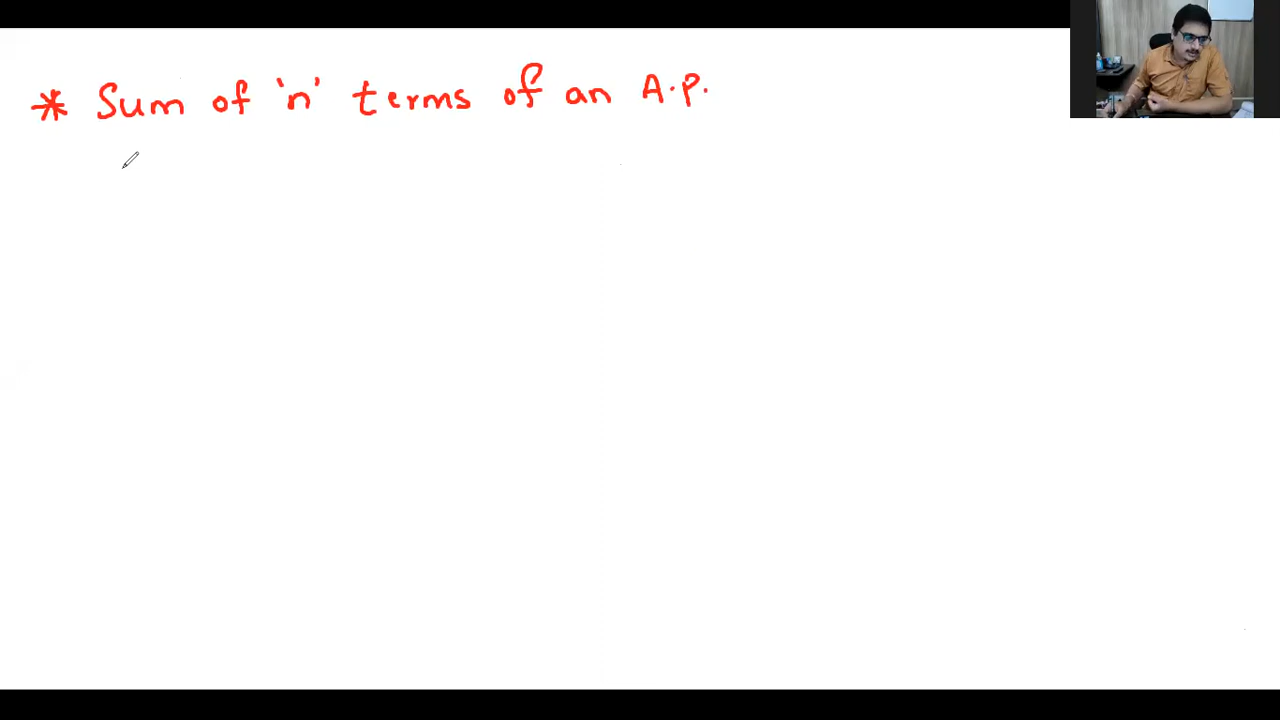 * Sum of 'n' terms of an A.P.